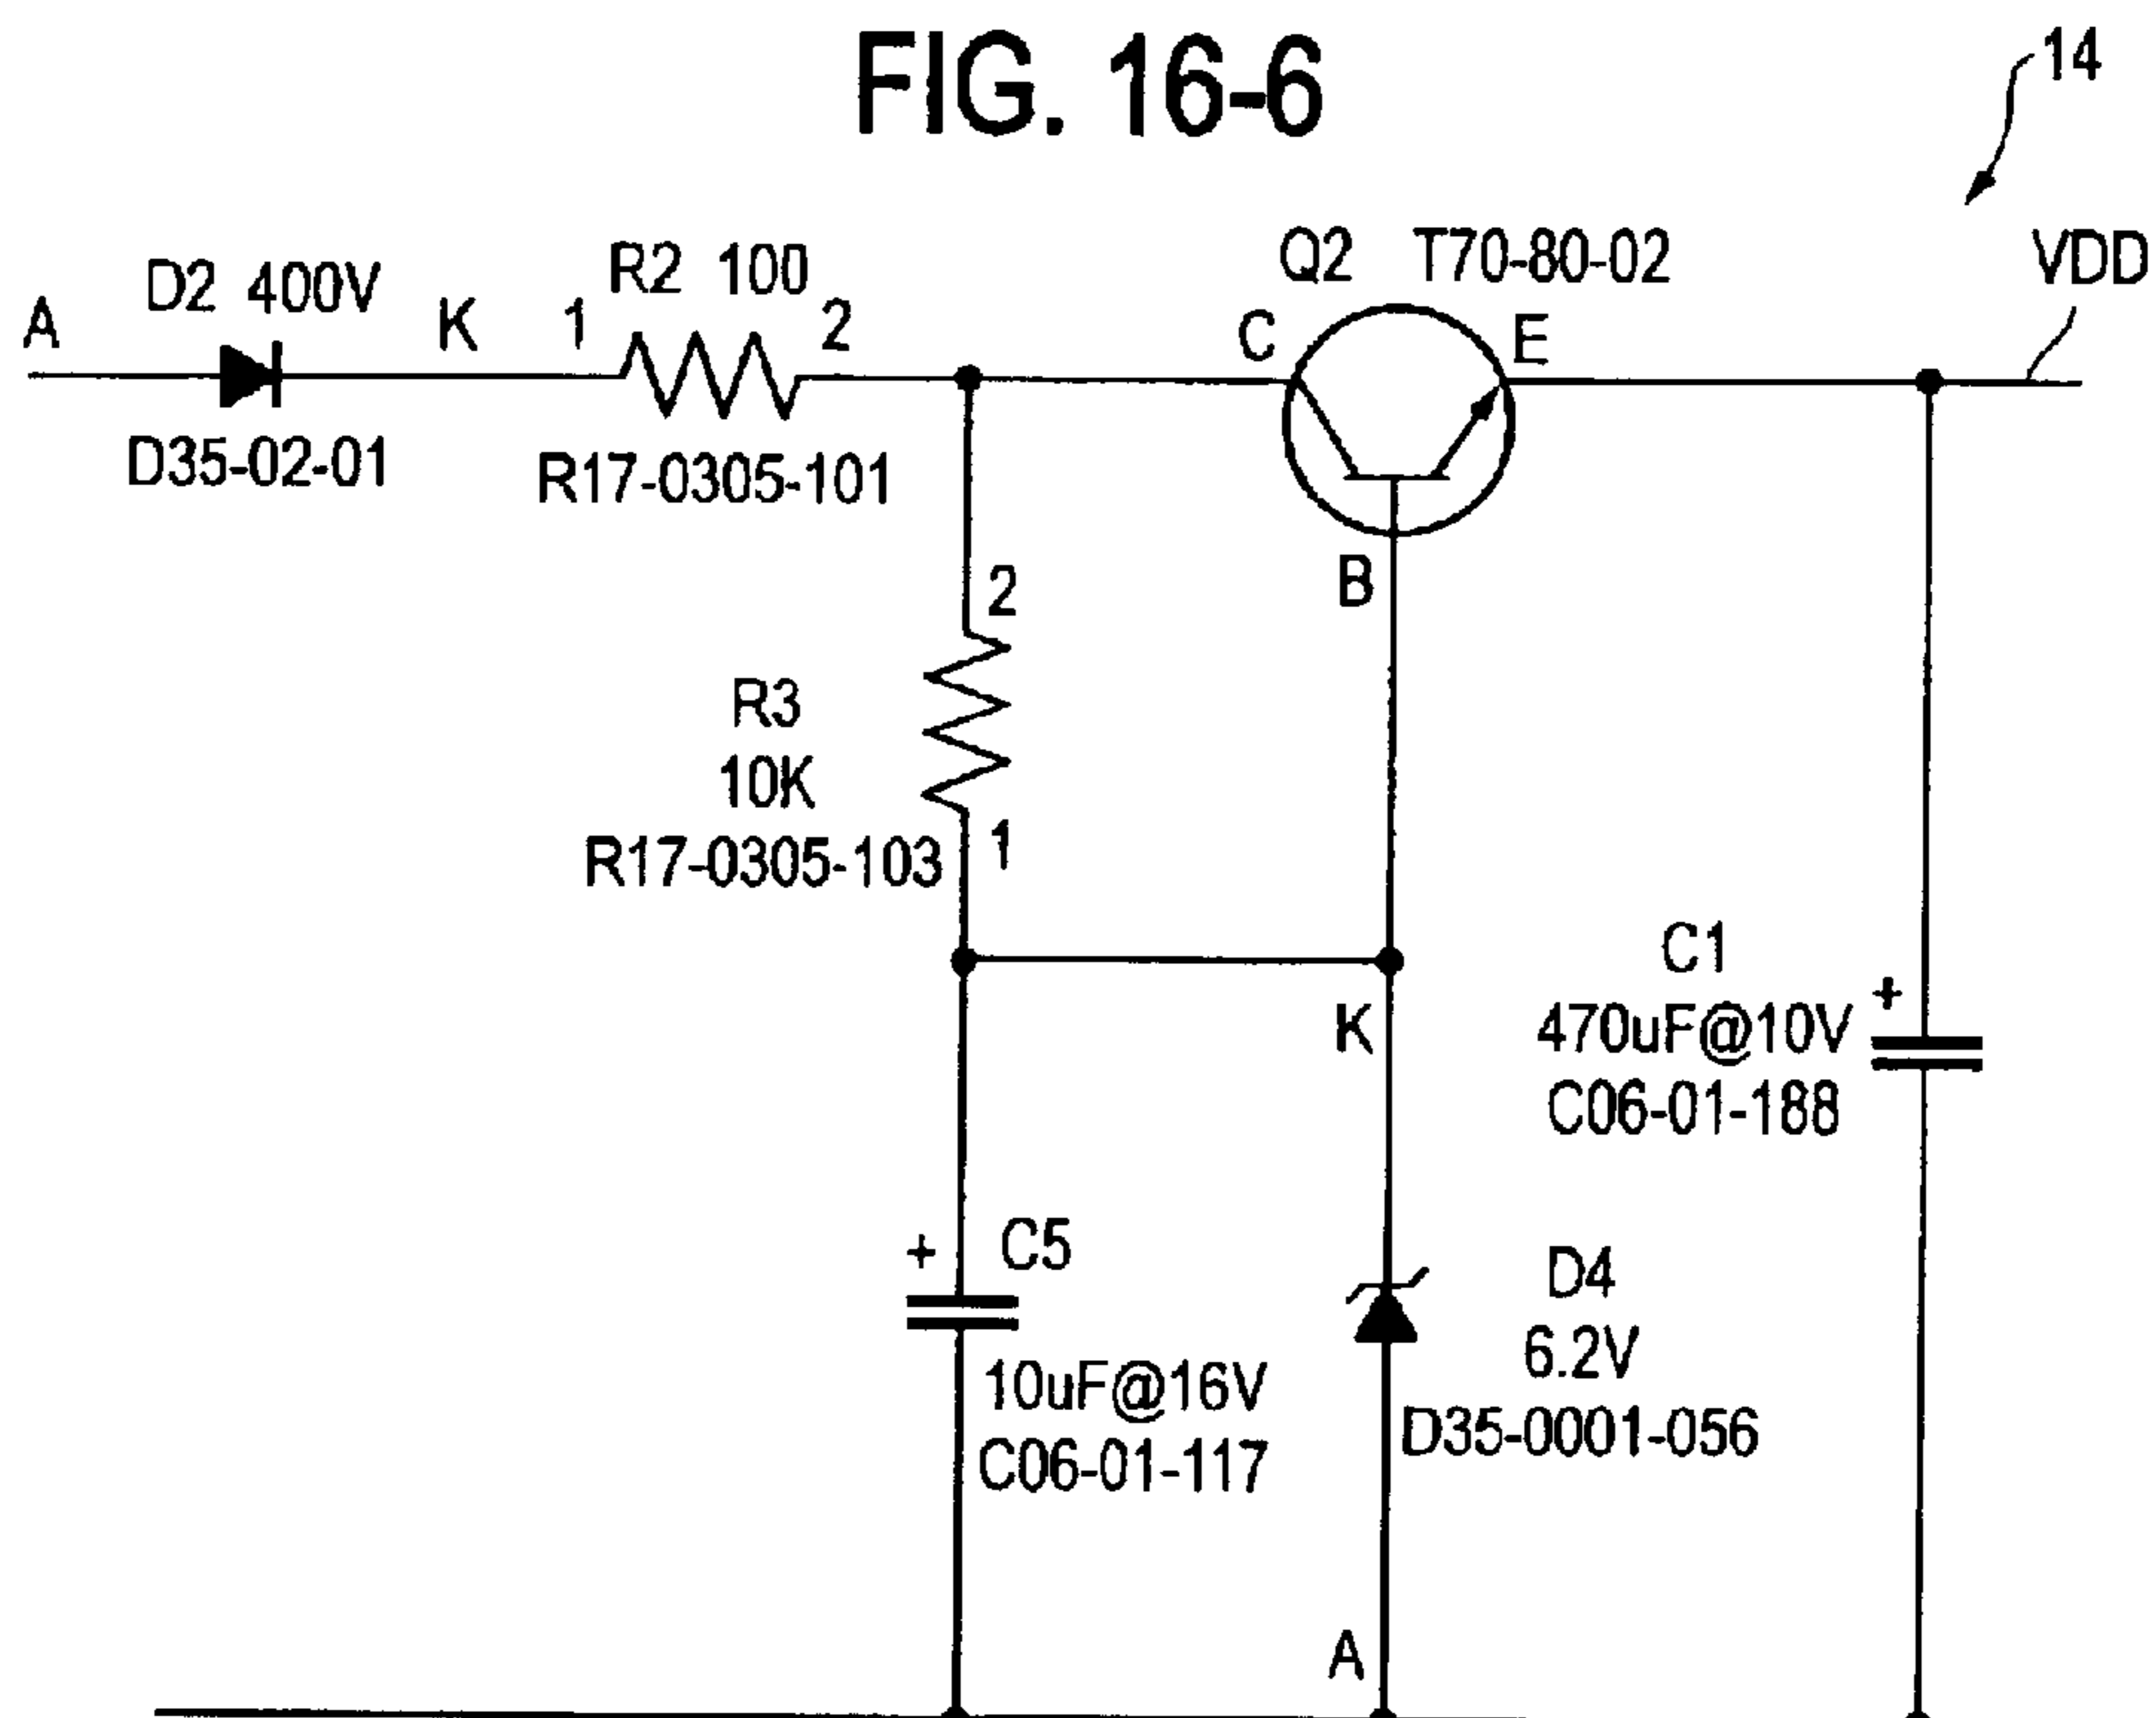 FIG. 16-6
14
A
D2 400V
K
D35-02-01
1
R2 100
2
R17-0305-101
Q2 T70-80-02
C
E
B
VDD
2
R3
10K
R17-0305-103
1
K
C1
+
470uF@10V
C06-01-188
+
C5
10uF@16V
C06-01-117
D4
6.2V
D35-0001-056
A